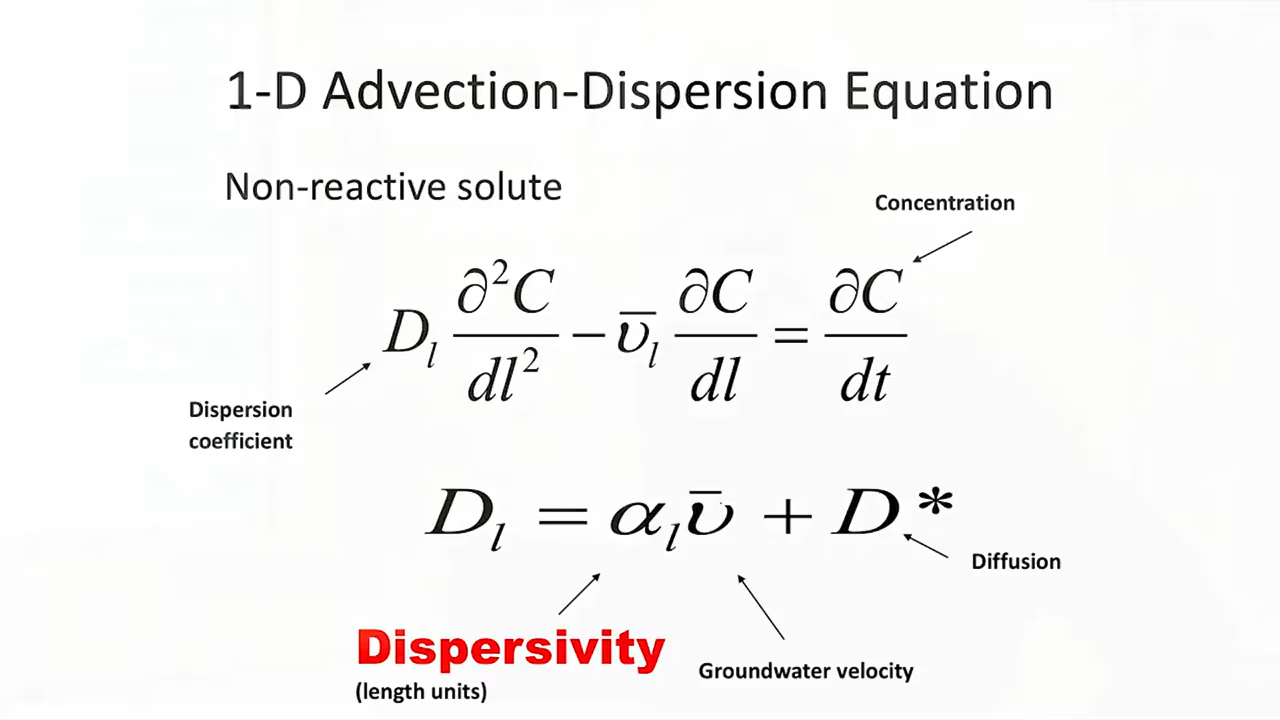 1-D Advection-Dispersion Equation
Non-reactive solute
Concentration
D_l ∂²C/dl² − ῡ_l ∂C/dl = ∂C/dt
Dispersion
coefficient
D_l = α_l ῡ + D*
Diffusion
Dispersivity
(length units)
Groundwater velocity